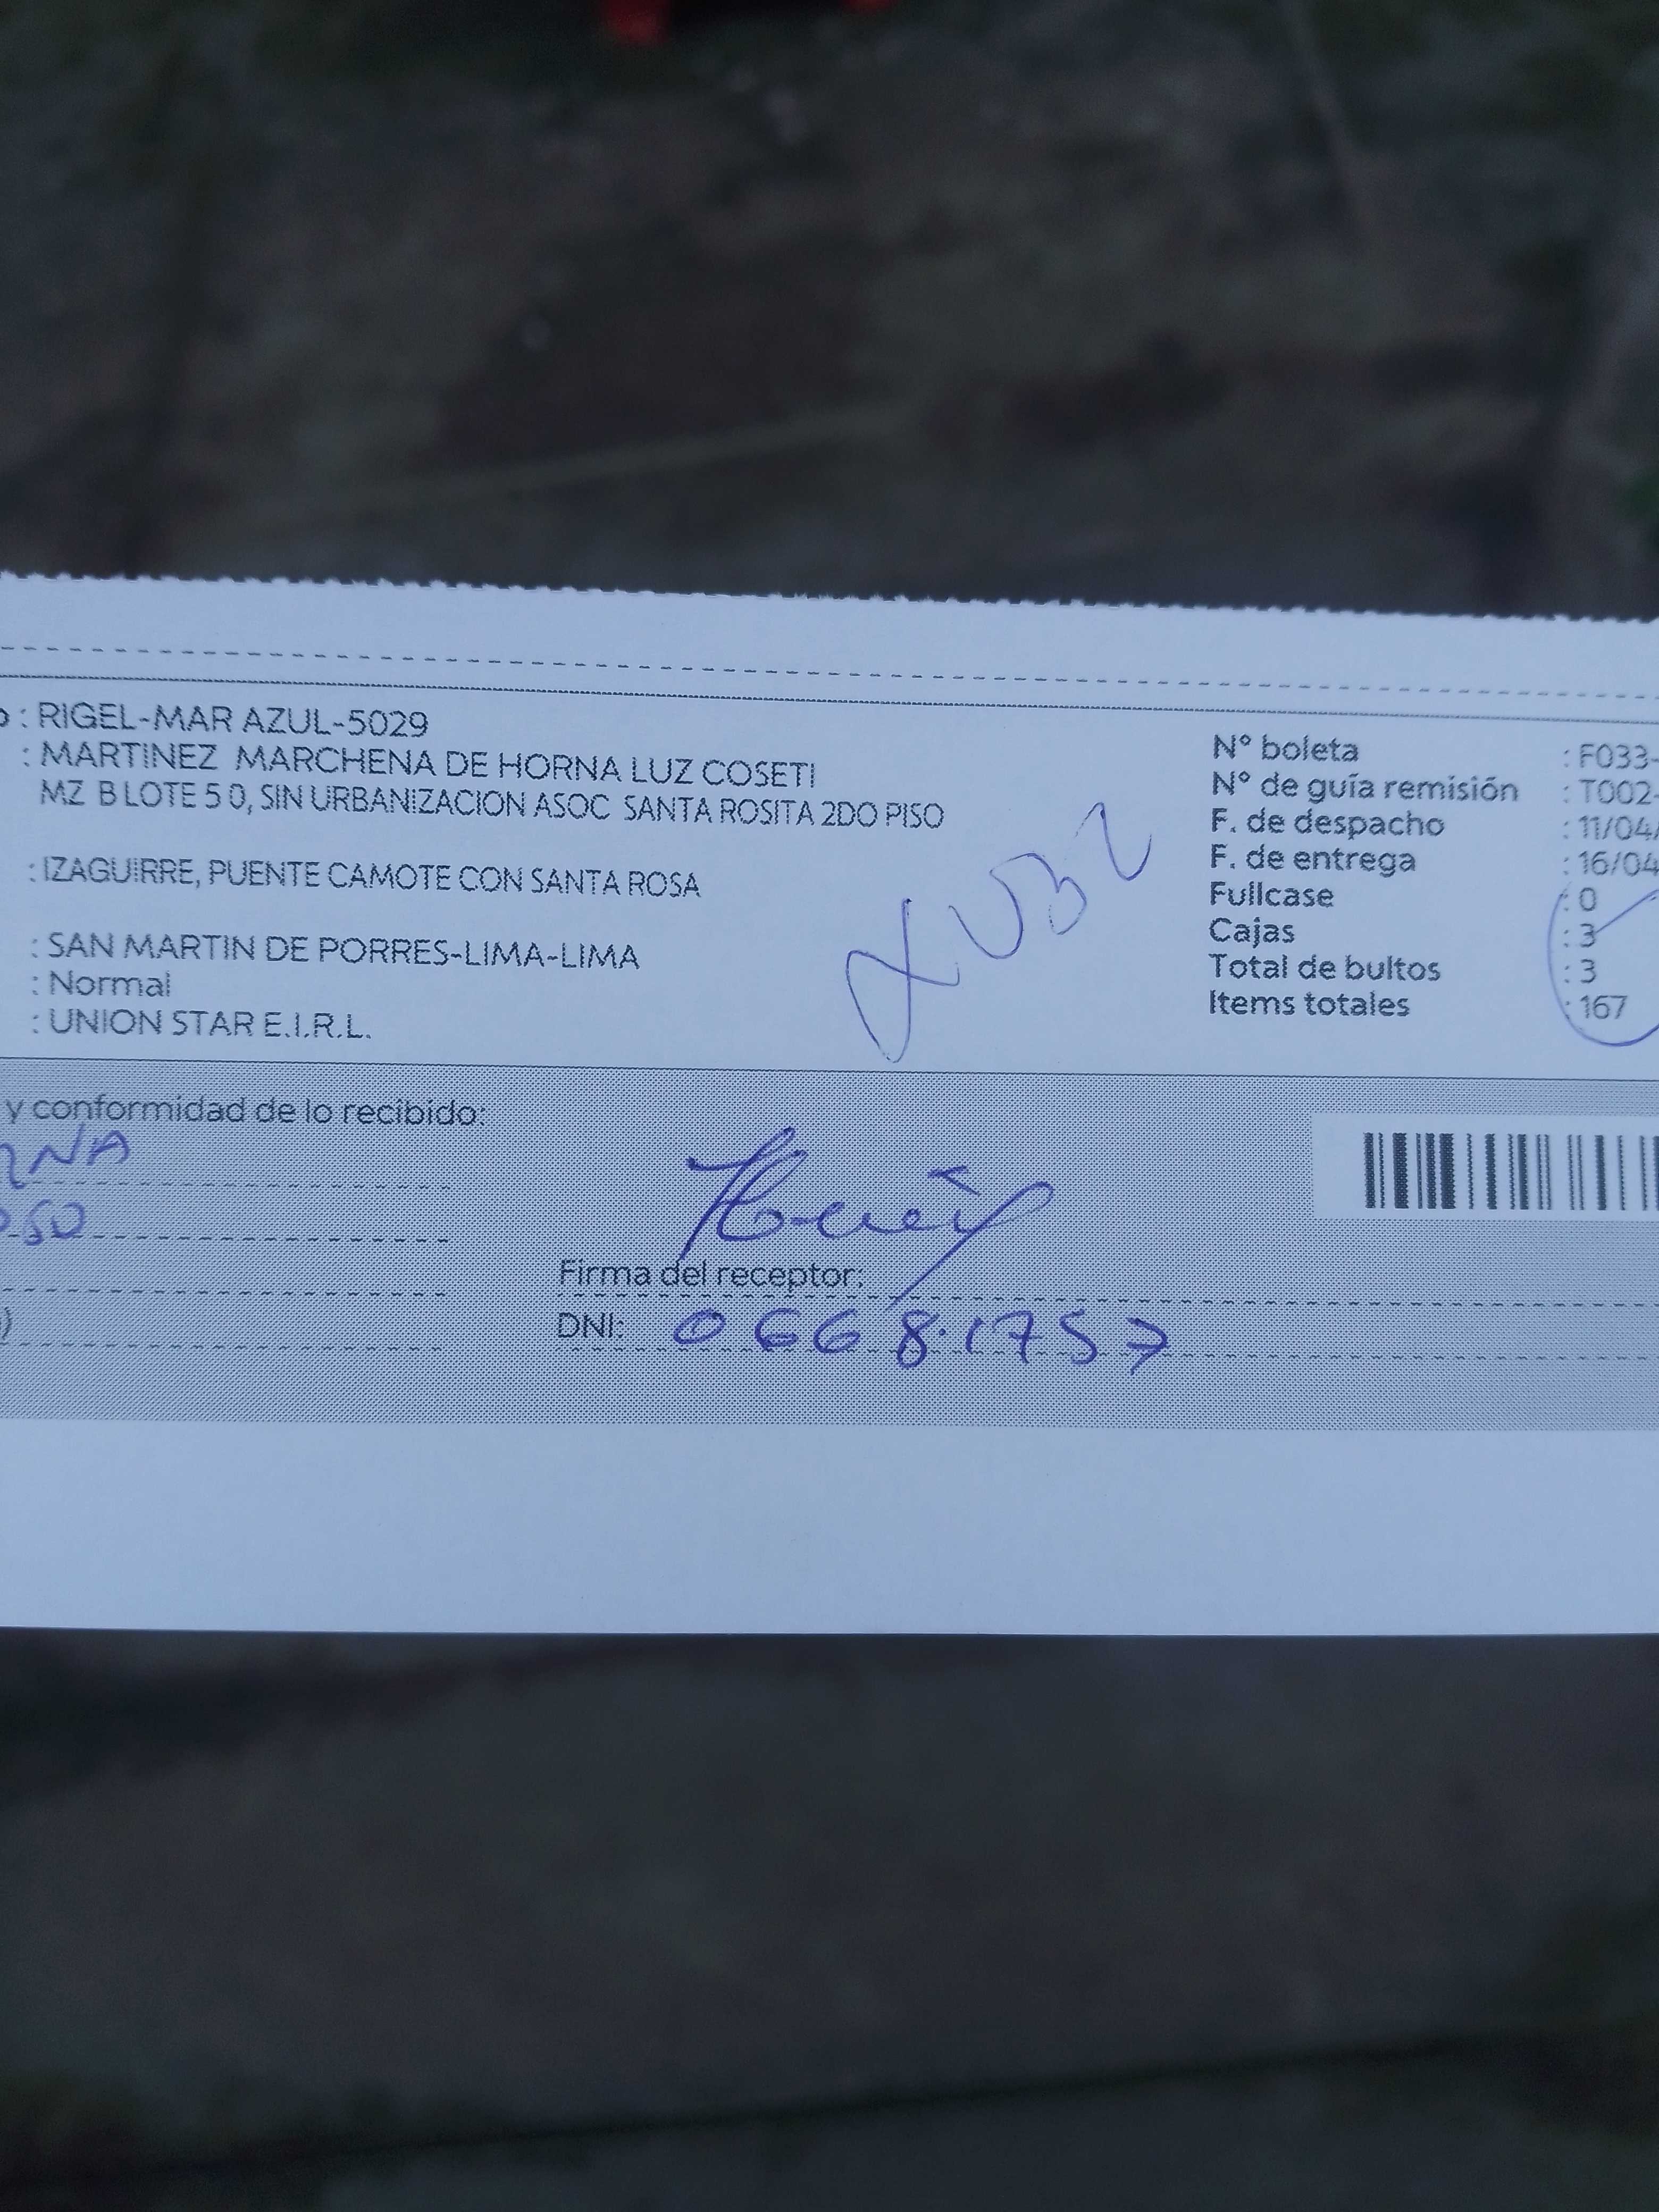 : RIGEL-MAR AZUL-5029
: MARTINEZ MARCHENA DE HORNA LUZ COSETI
MZ B LOTE 5 0, SIN URBANIZACION ASOC SANTA ROSITA 2DO PISO
: IZAGUIRRE, PUENTE CAMOTE CON SANTA ROSA
: SAN MARTIN DE PORRES-LIMA-LIMA
: Normal
: UNION STAR E.I.R.L.
N° boleta : F033-
N° de guía remisión : T002-
F. de despacho : 11/04/
F. de entrega : 16/04
Fullcase : 0
Cajas : 3
Total de bultos : 3
Items totales : 167
y conformidad de lo recibido:
RNA
50
Firma del receptor:
DNI: 06681757